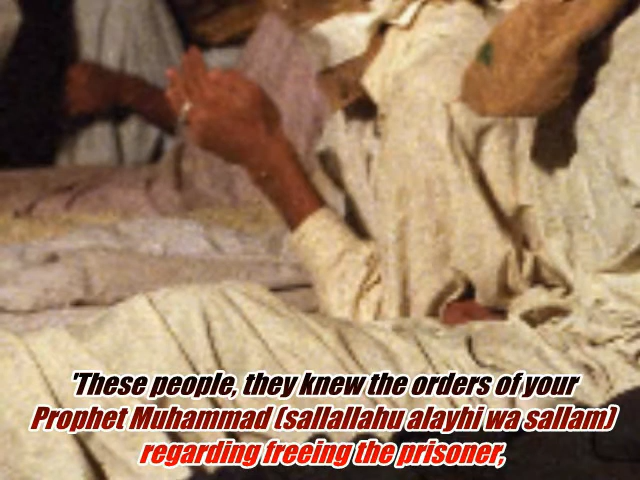 'These people, they knew the orders of your
Prophet Muhammad (sallallahu alayhi wa sallam)
regarding freeing the prisoner,